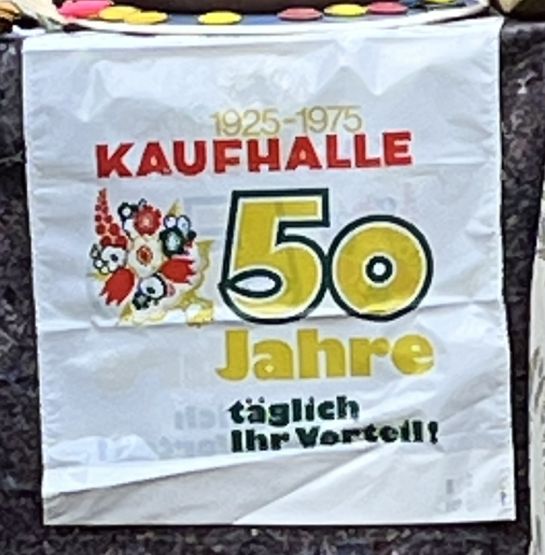 1925-1975
KAUFHALLE
50
Jahre
täglich
Ihr Vorteil!